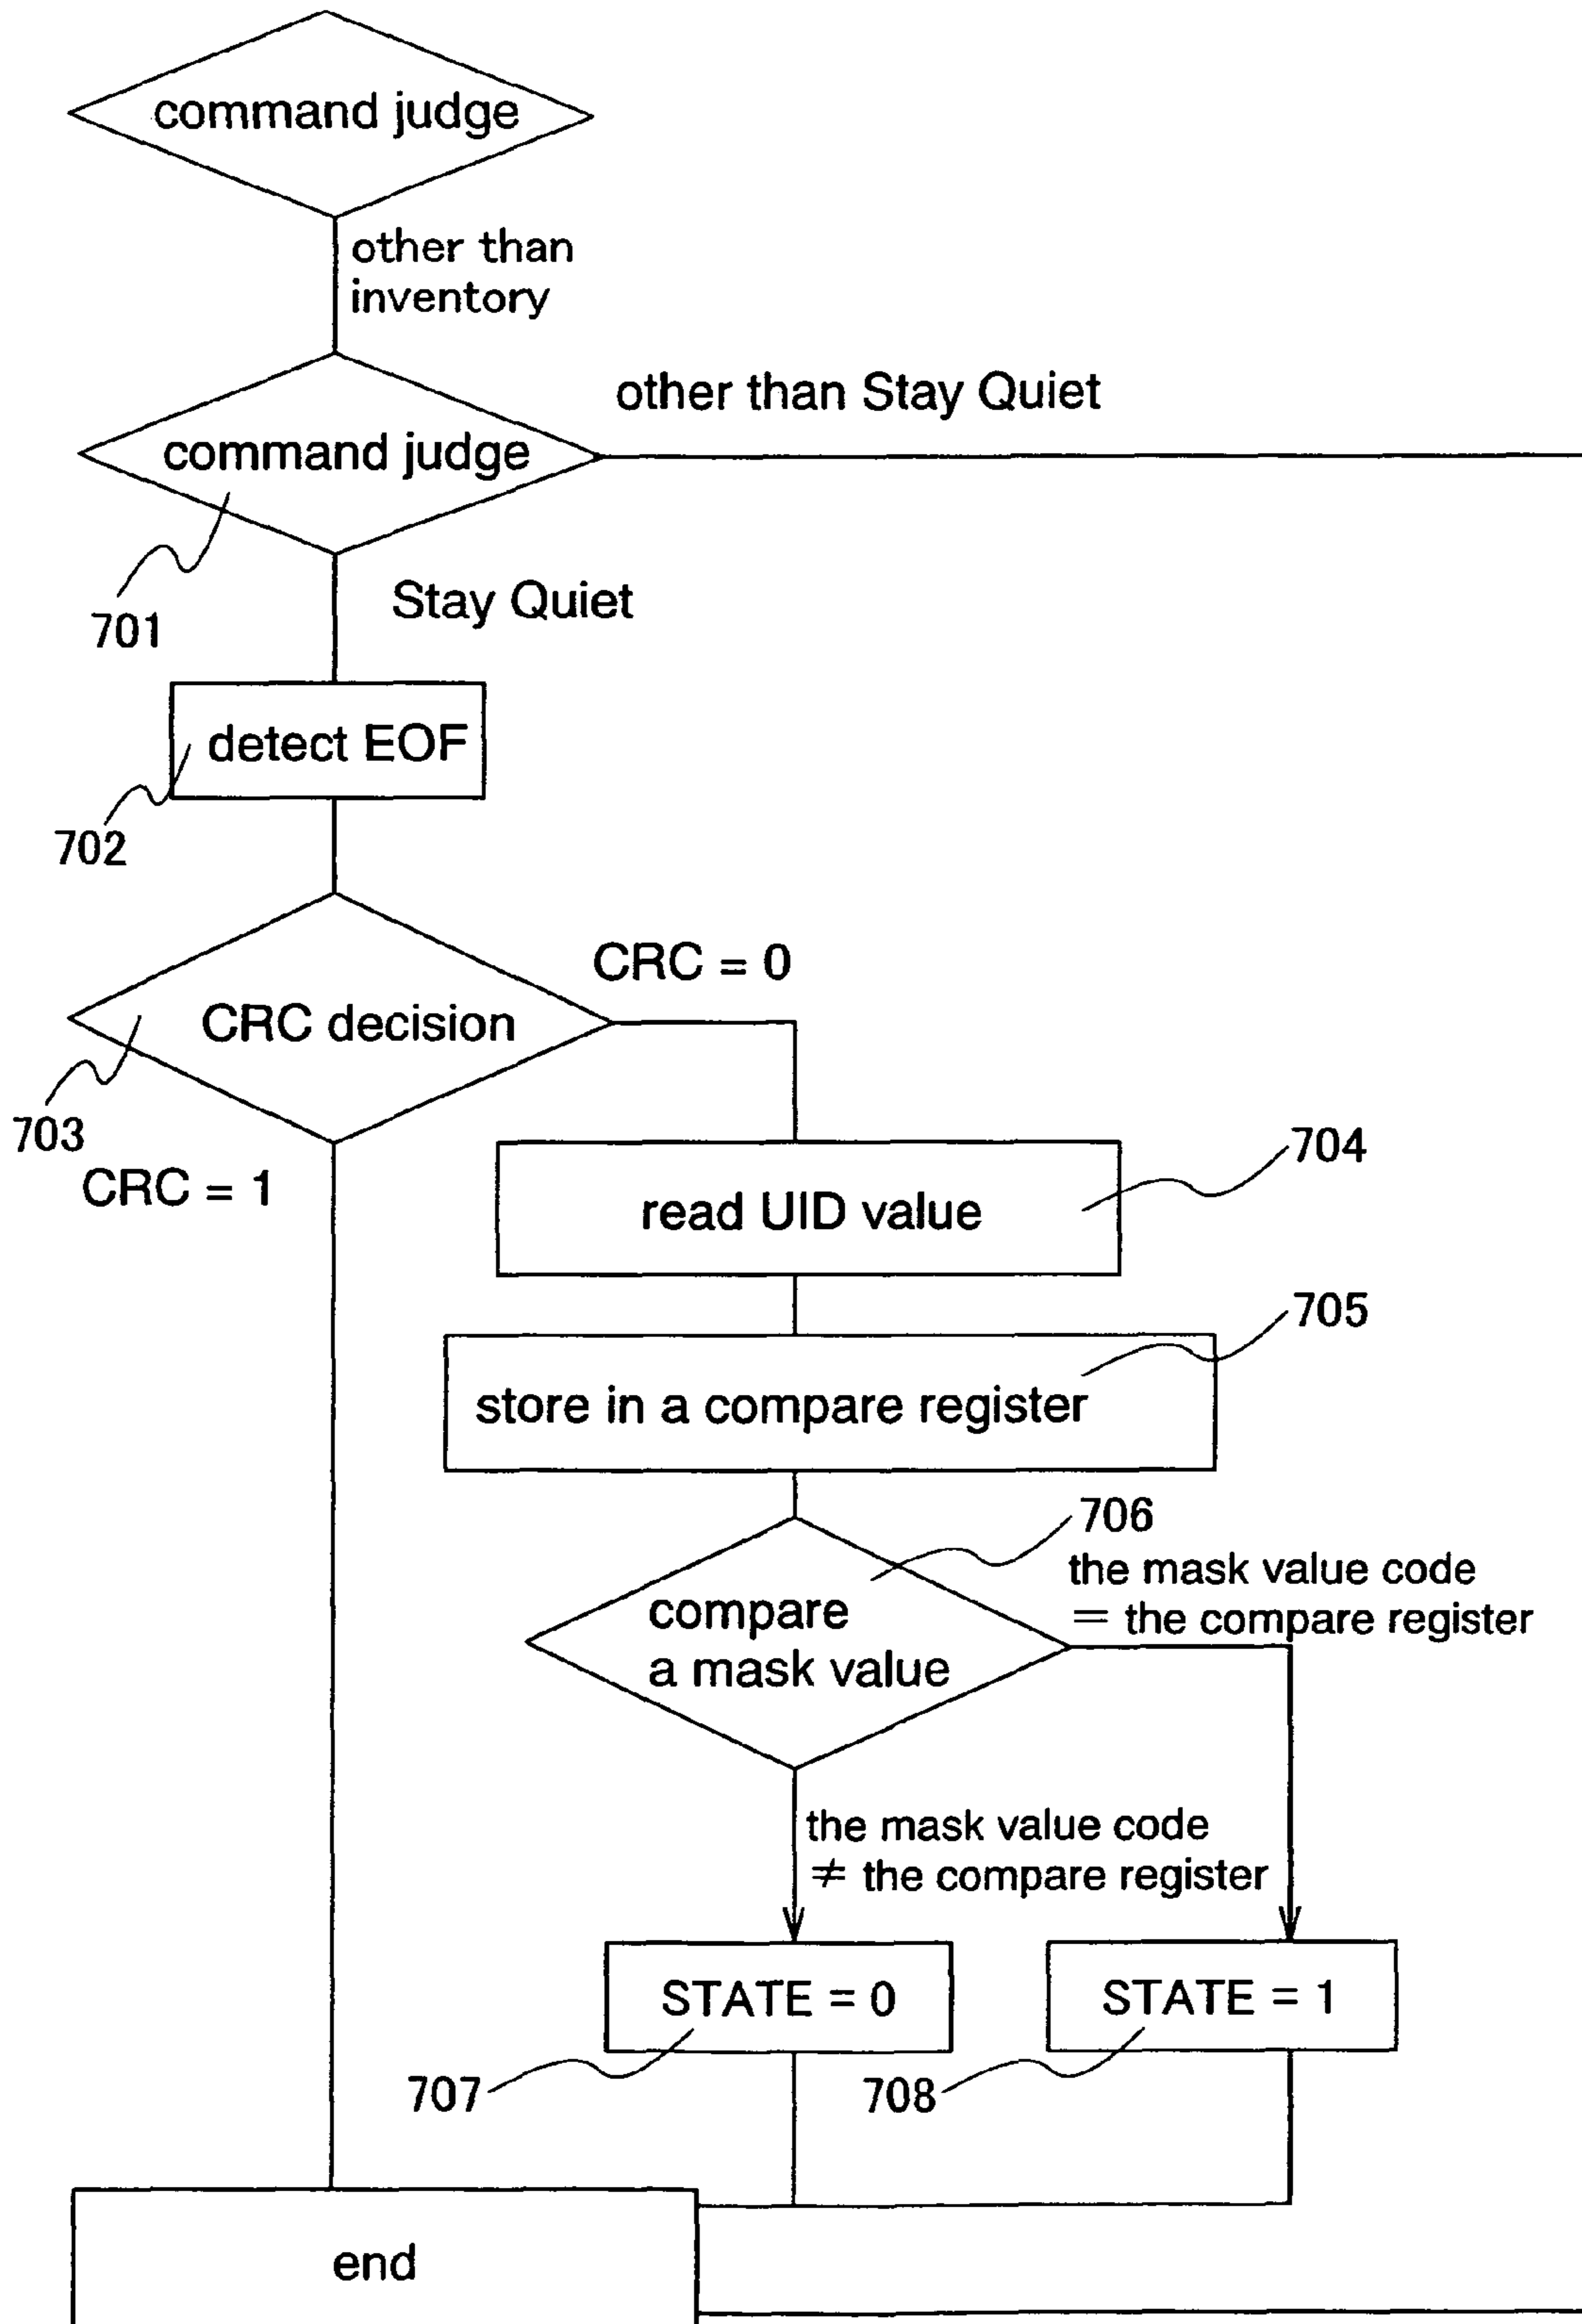 command judge
other than
inventory
other than Stay Quiet
command judge
701
Stay Quiet
detect EOF
702
CRC = 0
CRC decision
703
CRC = 1
704
read UID value
705
store in a compare register
706
the mask value code
= the compare register
compare
a mask value
the mask value code
≠ the compare register
STATE = 0
STATE = 1
707
708
end